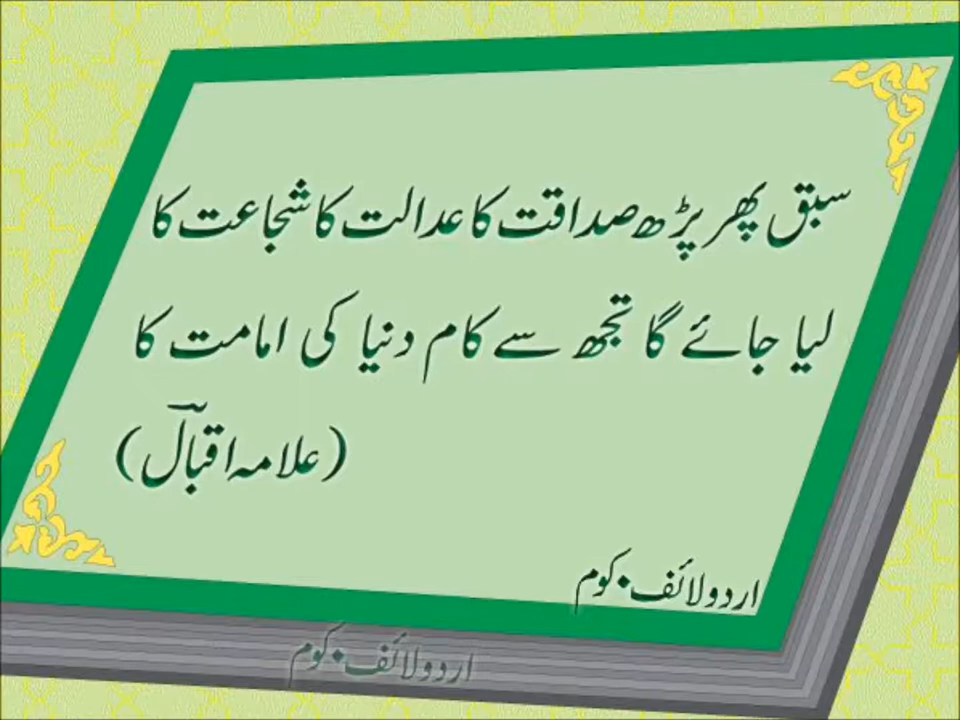 سبق پھر پڑھ صداقت کا عدالت کا شجاعت کا
لیا جائے گا تجھ سے کام دنیا کی امامت کا
(علامہ اقبالؔ)
اردولائف۔کوم
اردولائف۔کوم